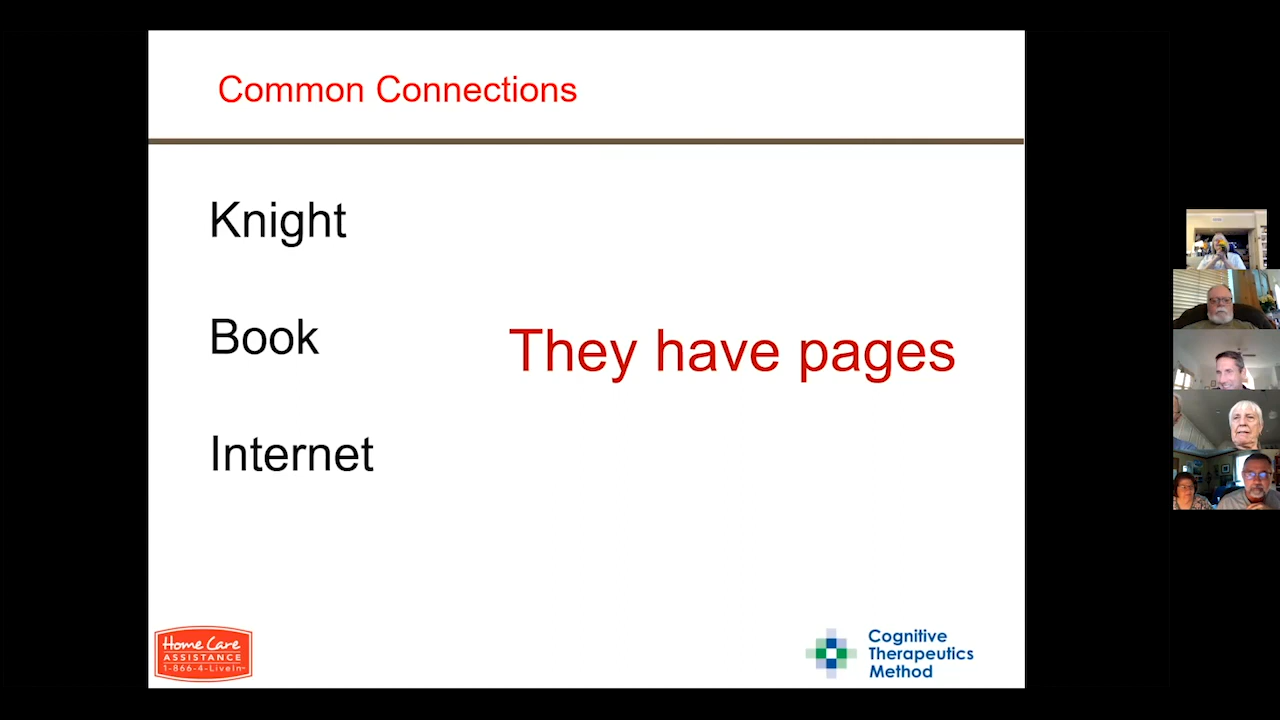 Common Connections
Knight
Book
They have pages
Internet
Home Care
ASSISTANCE
1-866-4-LiveIn
Cognitive
Therapeutics
Method